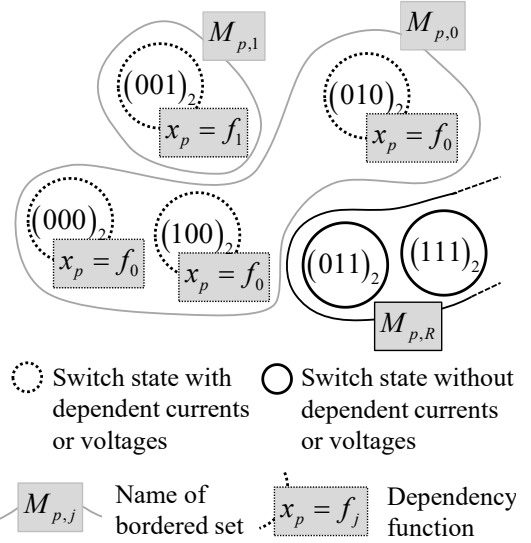 M_{p,1} M_{p,0}
(001)_2 (010)_2
x_p = f_1 x_p = f_0
(000)_2 (100)_2 (011)_2 (111)_2
x_p = f_0 x_p = f_0
M_{p,R}
Switch state with
dependent currents
or voltages
Switch state without
dependent currents
or voltages
M_{p,j} Name of
bordered set
x_p = f_j Dependency
function